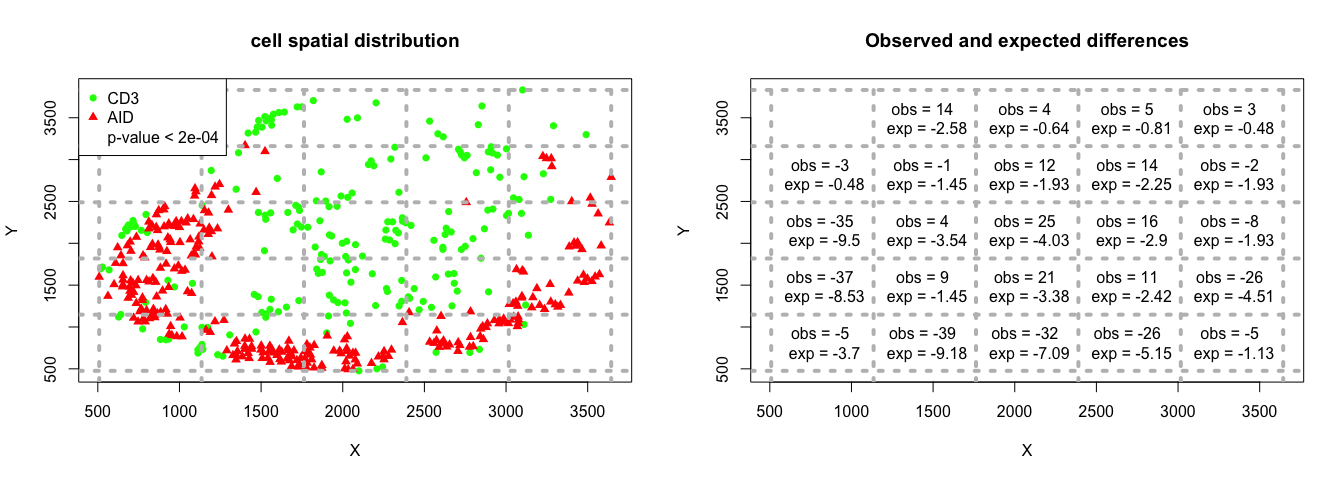 cell spatial distribution
CD3
AID
p-value < 2e-04
Y
500
1500
2500
3500
500 1000 1500 2000 2500 3000 3500
X
Observed and expected differences
Y
500
1500
2500
3500
obs = 14 obs = 4 obs = 5 obs = 3
exp = -2.58 exp = -0.64 exp = -0.81 exp = -0.48
obs = -3 obs = -1 obs = 12 obs = 14 obs = -2
exp = -0.48 exp = -1.45 exp = -1.93 exp = -2.25 exp = -1.93
obs = -35 obs = 4 obs = 25 obs = 16 obs = -8
exp = -9.5 exp = -3.54 exp = -4.03 exp = -2.9 exp = -1.93
obs = -37 obs = 9 obs = 21 obs = 11 obs = -26
exp = -8.53 exp = -1.45 exp = -3.38 exp = -2.42 exp = -4.51
obs = -5 obs = -39 obs = -32 obs = -26 obs = -5
exp = -3.7 exp = -9.18 exp = -7.09 exp = -5.15 exp = -1.13
500 1000 1500 2000 2500 3000 3500
X